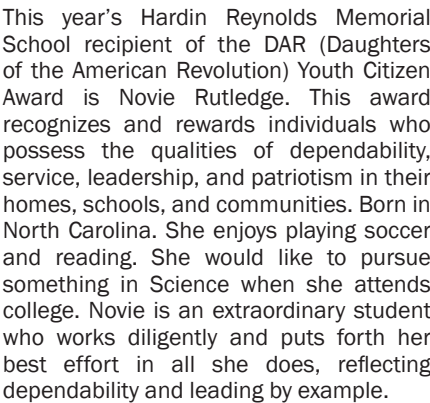 This year’s Hardin Reynolds Memorial
School recipient of the DAR (Daughters
of the American Revolution) Youth Citizen
Award is Novie Rutledge. This award
recognizes and rewards individuals who
possess the qualities of dependability,
service, leadership, and patriotism in their
homes, schools, and communities. Born in
North Carolina. She enjoys playing soccer
and reading. She would like to pursue
something in Science when she attends
college. Novie is an extraordinary student
who works diligently and puts forth her
best effort in all she does, reflecting
dependability and leading by example.